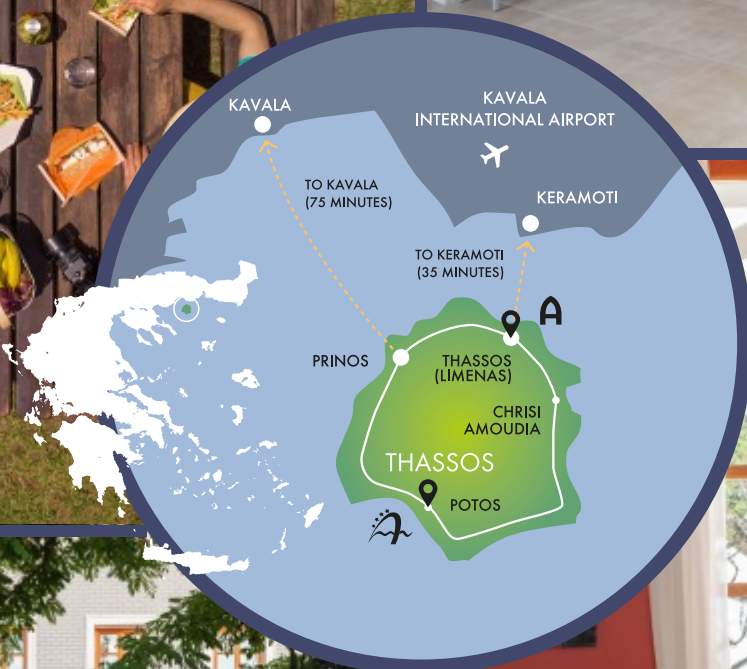 KAVALA
KAVALA
INTERNATIONAL AIRPORT
TO KAVALA
(75 MINUTES)
KERAMOTI
TO KERAMOTI
(35 MINUTES)
A
PRINOS
THASSOS
(LIMENAS)
CHRISI
AMOUDIA
THASSOS
POTOS